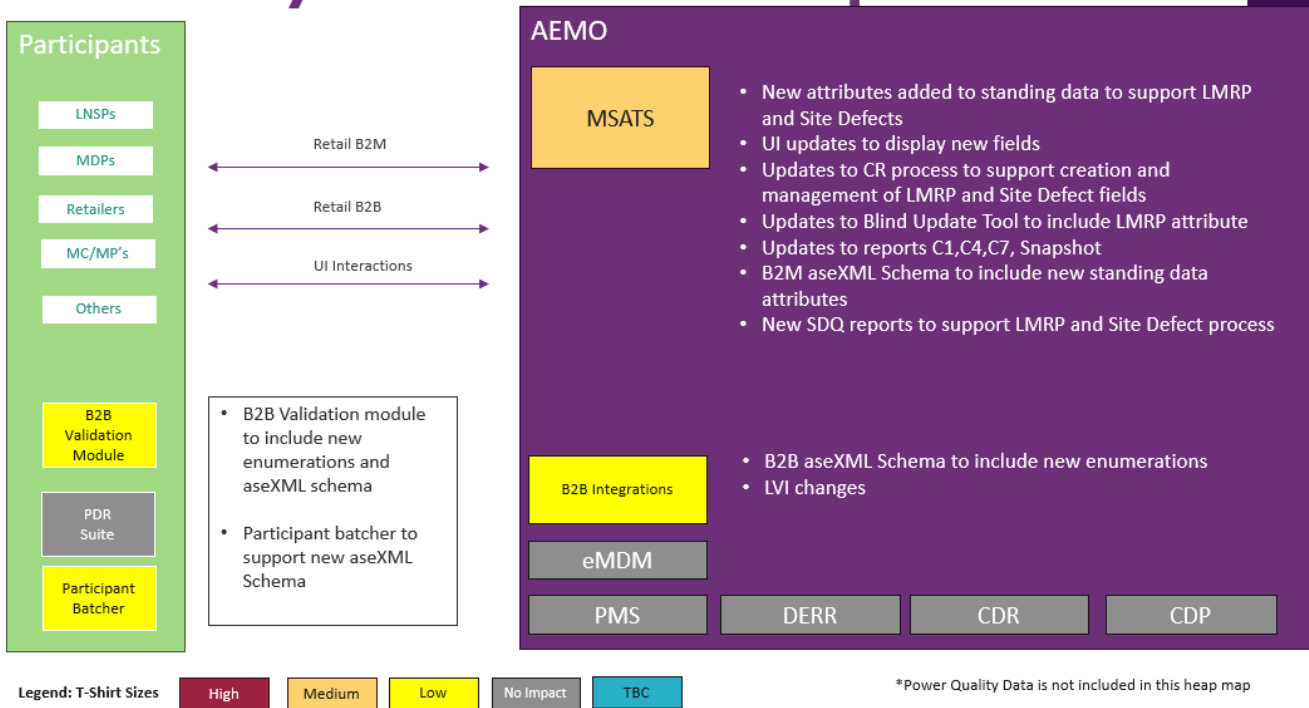 Participants
LNSPs
MDPs
Retailers
MC/MP's
Others
B2B
Validation
Module
PDR
Suite
Participant
Batcher
Retail B2M
Retail B2B
UI Interactions
• B2B Validation module
to include new
enumerations and
aseXML schema
• Participant batcher to
support new aseXML
Schema
AEMO
MSATS
• New attributes added to standing data to support LMRP
and Site Defects
• UI updates to display new fields
• Updates to CR process to support creation and
management of LMRP and Site Defect fields
• Updates to Blind Update Tool to include LMRP attribute
• Updates to reports C1,C4,C7, Snapshot
• B2M aseXML Schema to include new standing data
attributes
• New SDQ reports to support LMRP and Site Defect process
B2B Integrations
• B2B aseXML Schema to include new enumerations
• LVI changes
eMDM
PMS
DERR
CDR
CDP
Legend: T-Shirt Sizes
High
Medium
Low
No Impact
TBC
*Power Quality Data is not included in this heap map